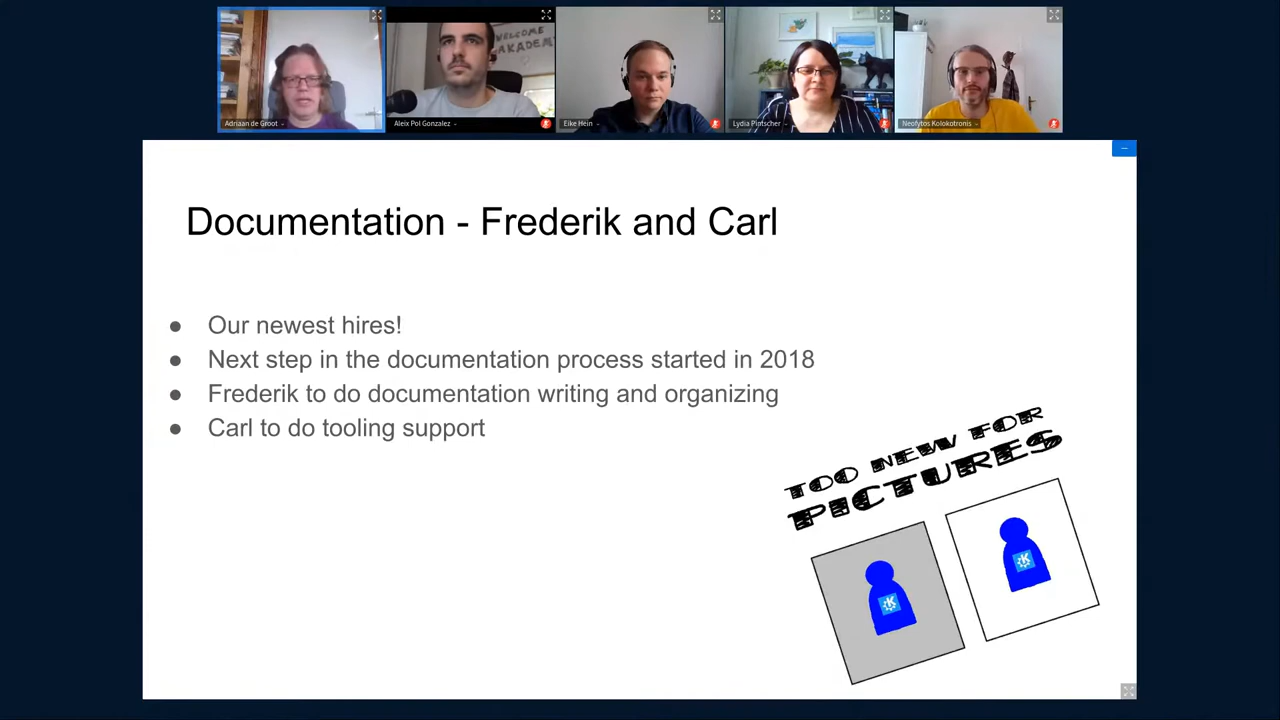 WELCOME
AKADEMY
Adriaan de Groot
Aleix Pol Gonzalez
Eike Hein
Lydia Pintscher
Neofytos Kolokotronis
Documentation - Frederik and Carl
● Our newest hires!
● Next step in the documentation process started in 2018
● Frederik to do documentation writing and organizing
● Carl to do tooling support
TOO NEW FOR
PICTURES
K
K